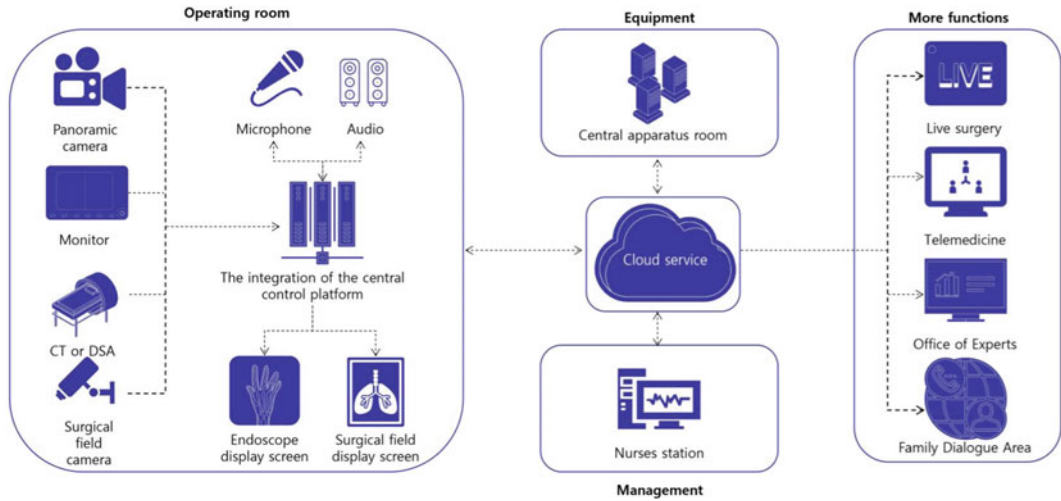 Operating room
Panoramic
camera
Microphone
Audio
Monitor
The integration of the central
control platform
CT or DSA
Surgical
field
camera
Endoscope
display screen
Surgical field
display screen
Equipment
Central apparatus room
Cloud service
Nurses station
Management
More functions
LIVE
Live surgery
Telemedicine
Office of Experts
Family Dialogue Area